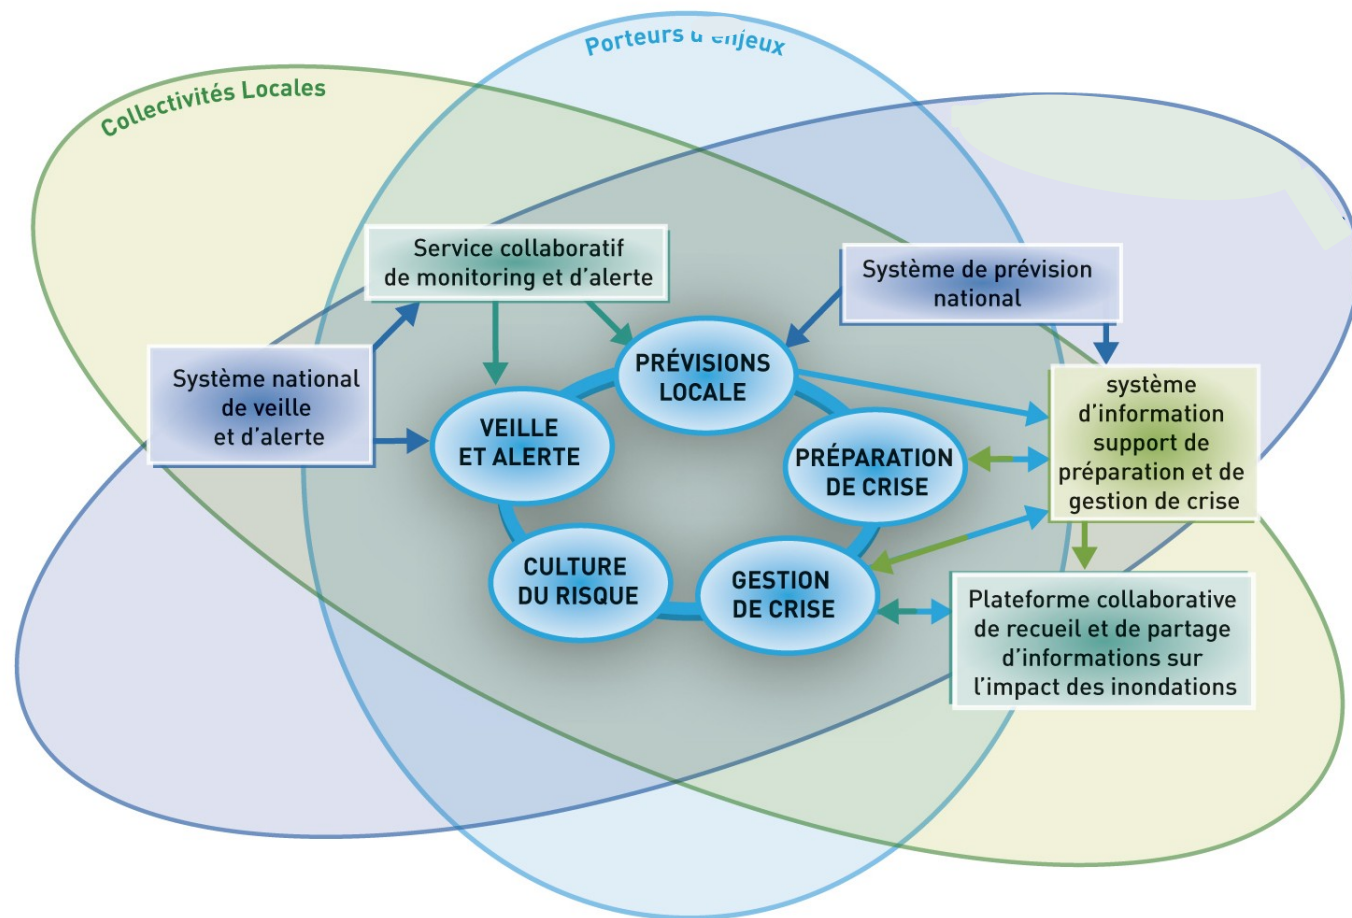 Porteurs d'enjeux
Collectivités Locales
Service collaboratif
de monitoring et d'alerte
Système de prévision
national
Système national
de veille
et d'alerte
PRÉVISIONS
LOCALE
VEILLE
ET ALERTE
PRÉPARATION
DE CRISE
CULTURE
DU RISQUE
GESTION
DE CRISE
système
d'information
support de
préparation et de
gestion de crise
Plateforme collaborative
de recueil et de partage
d'informations sur
l'impact des inondations